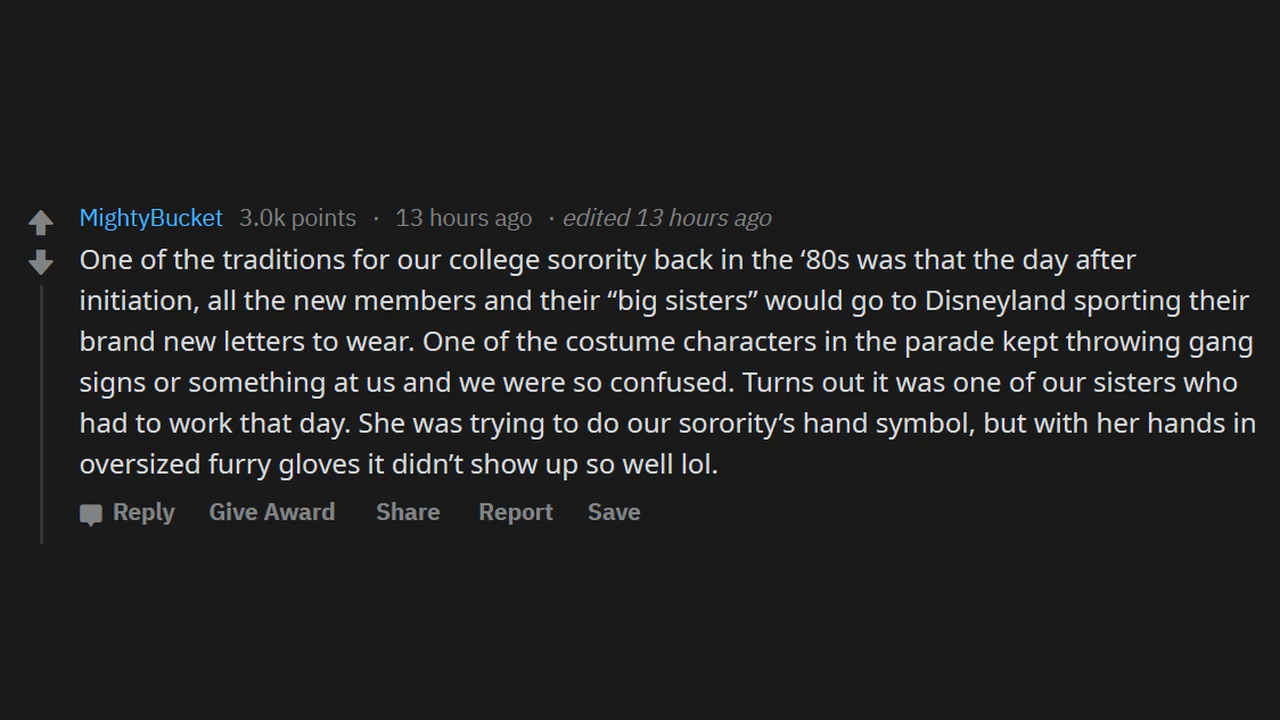 MightyBucket 3.0k points · 13 hours ago · edited 13 hours ago
One of the traditions for our college sorority back in the ‘80s was that the day after
initiation, all the new members and their “big sisters” would go to Disneyland sporting their
brand new letters to wear. One of the costume characters in the parade kept throwing gang
signs or something at us and we were so confused. Turns out it was one of our sisters who
had to work that day. She was trying to do our sorority’s hand symbol, but with her hands in
oversized furry gloves it didn’t show up so well lol.
Reply Give Award Share Report Save